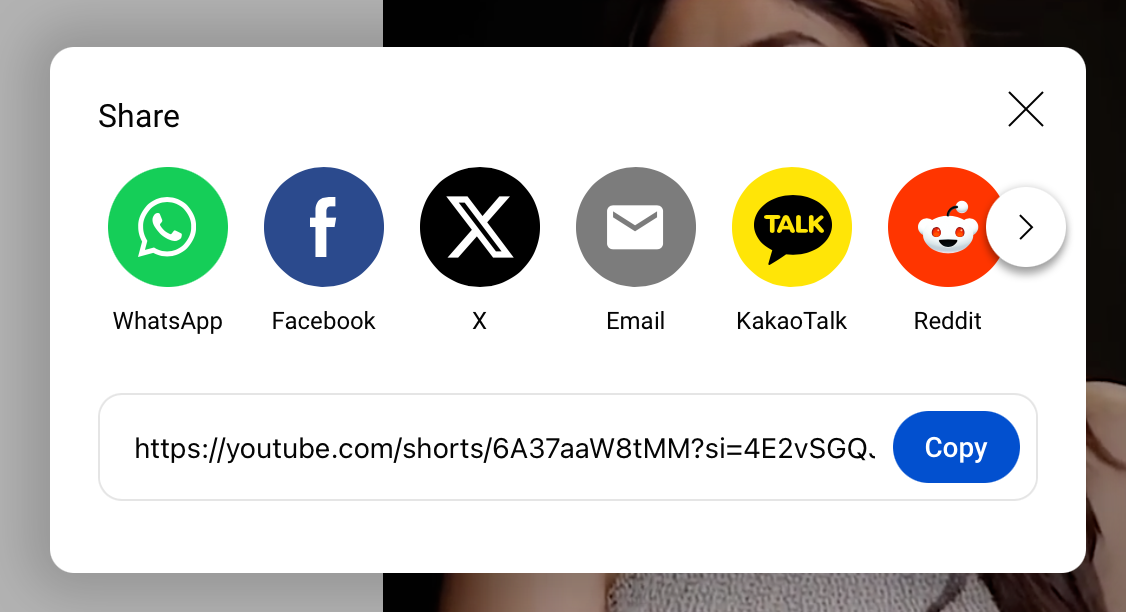 Share
TALK
WhatsApp Facebook X Email KakaoTalk Reddit
https://youtube.com/shorts/6A37aaW8tMM?si=4E2vSGQ
Copy